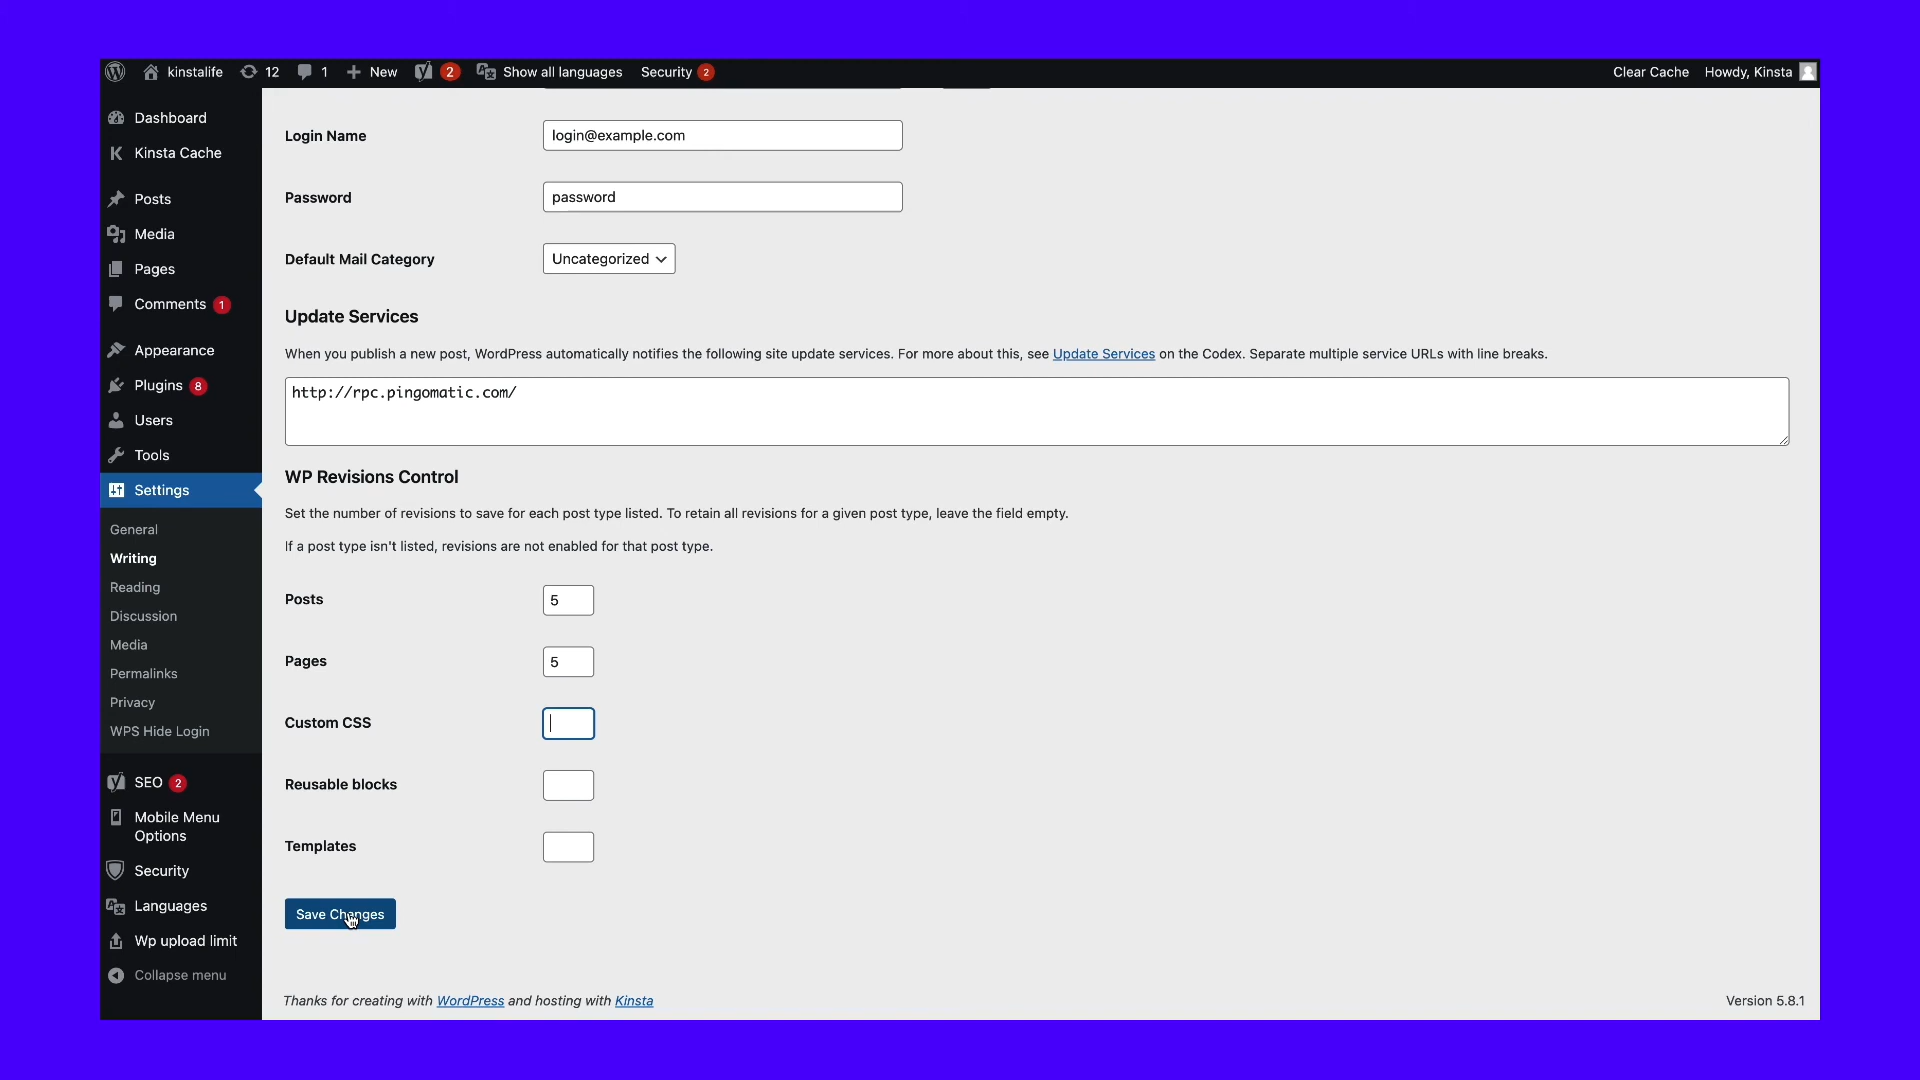 kinstalife 12 1 New 2 Show all languages Security 2 Clear Cache Howdy, Kinsta
Dashboard
Kinsta Cache
Posts
Media
Pages
Comments 1
Appearance
Plugins 8
Users
Tools
Settings
General
Writing
Reading
Discussion
Media
Permalinks
Privacy
WPS Hide Login
SEO 2
Mobile Menu
Options
Security
Languages
Wp upload limit
Collapse menu
Login Name login@example.com
Password password
Default Mail Category Uncategorized
Update Services
When you publish a new post, WordPress automatically notifies the following site update services. For more about this, see Update Services on the Codex. Separate multiple service URLs with line breaks.
http://rpc.pingomatic.com/
WP Revisions Control
Set the number of revisions to save for each post type listed. To retain all revisions for a given post type, leave the field empty.
If a post type isn't listed, revisions are not enabled for that post type.
Posts 5
Pages 5
Custom CSS
Reusable blocks
Templates
Save Changes
Thanks for creating with WordPress and hosting with Kinsta Version 5.8.1